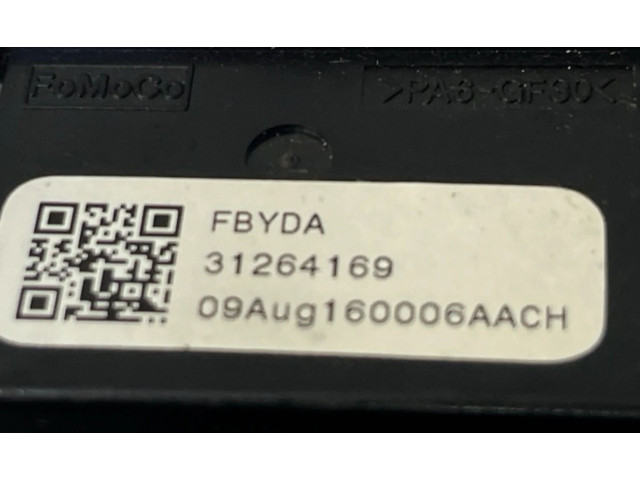 FoMoCo
>PA6-GF30<
FBYDA
31264169
09Aug160006AACH